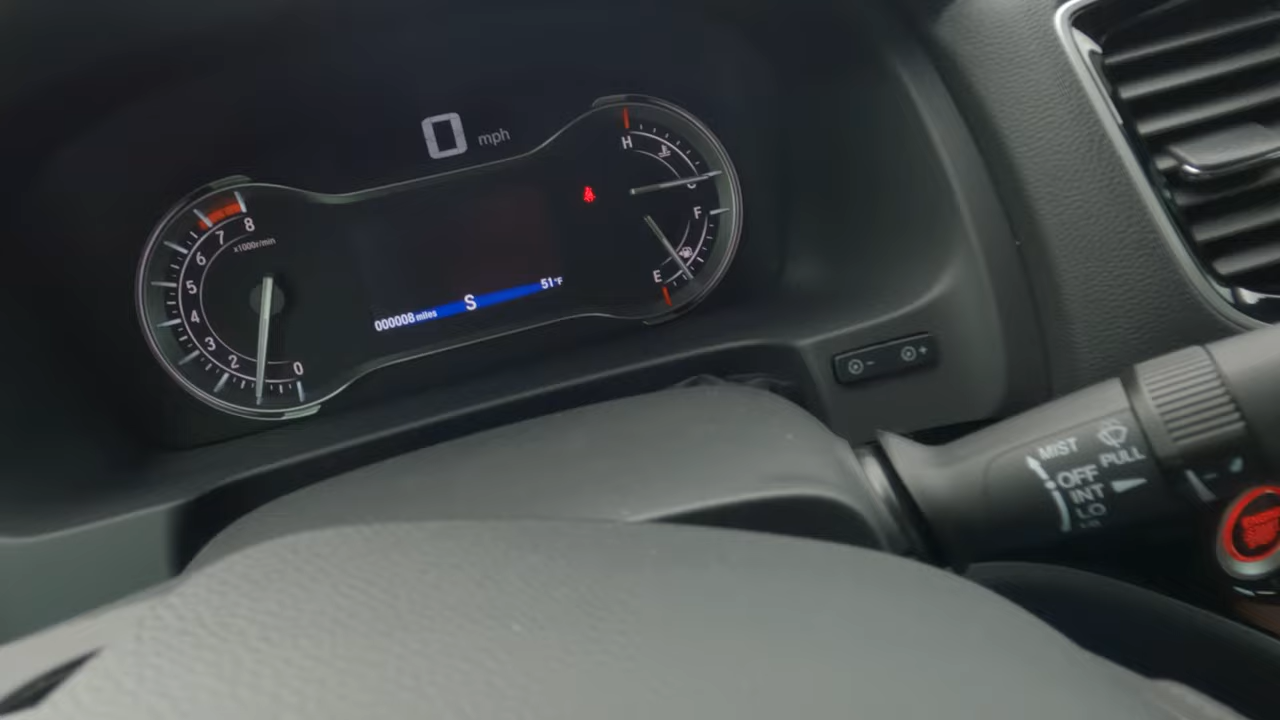 0 mph
H
C
F
E
8
7
x1000r/min
6
5
4
3
2
0
000008 miles
S
51°F
- +
MIST
PULL
OFF
INT
LO